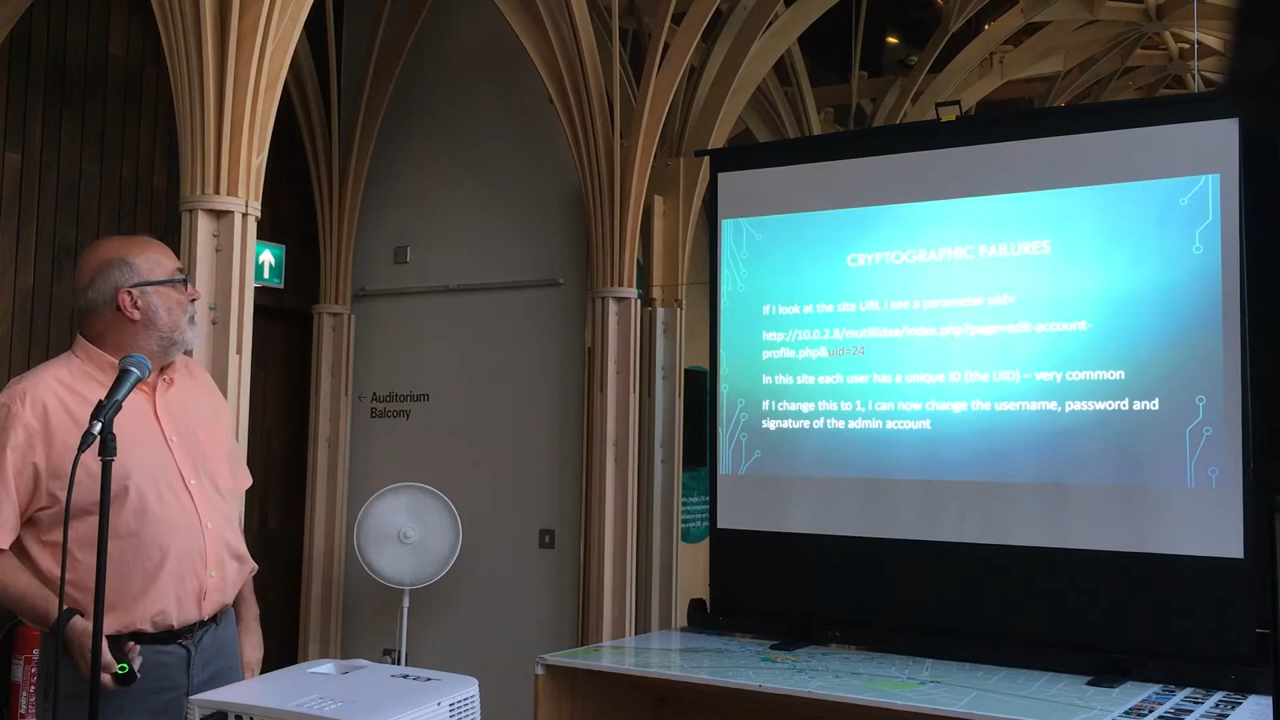 CRYPTOGRAPHIC FAILURES
If I look at the site URL I see a parameter uid=
http://10.0.2.8/mutillidae/index.php?page=edit-account-
profile.php&uid=24
In this site each user has a unique ID (the UID) – very common
If I change this to 1, i can now change the username, password and
signature of the admin account
← Auditorium
Balcony
acer